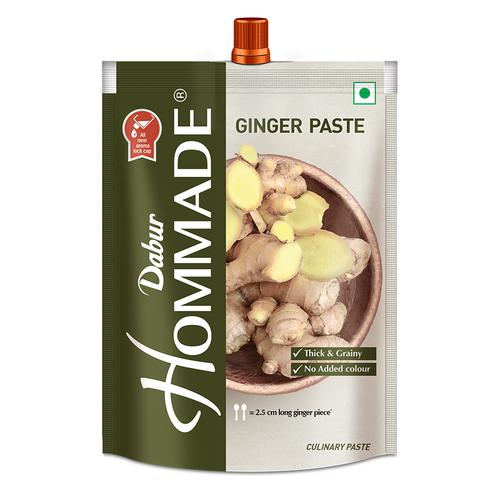 All
new
aroma
lock cap
Dabur
HOMMADE®
GINGER PASTE
✓ Thick & Grainy
✓ No Added colour
= 2.5 cm long ginger piece*
CULINARY PASTE